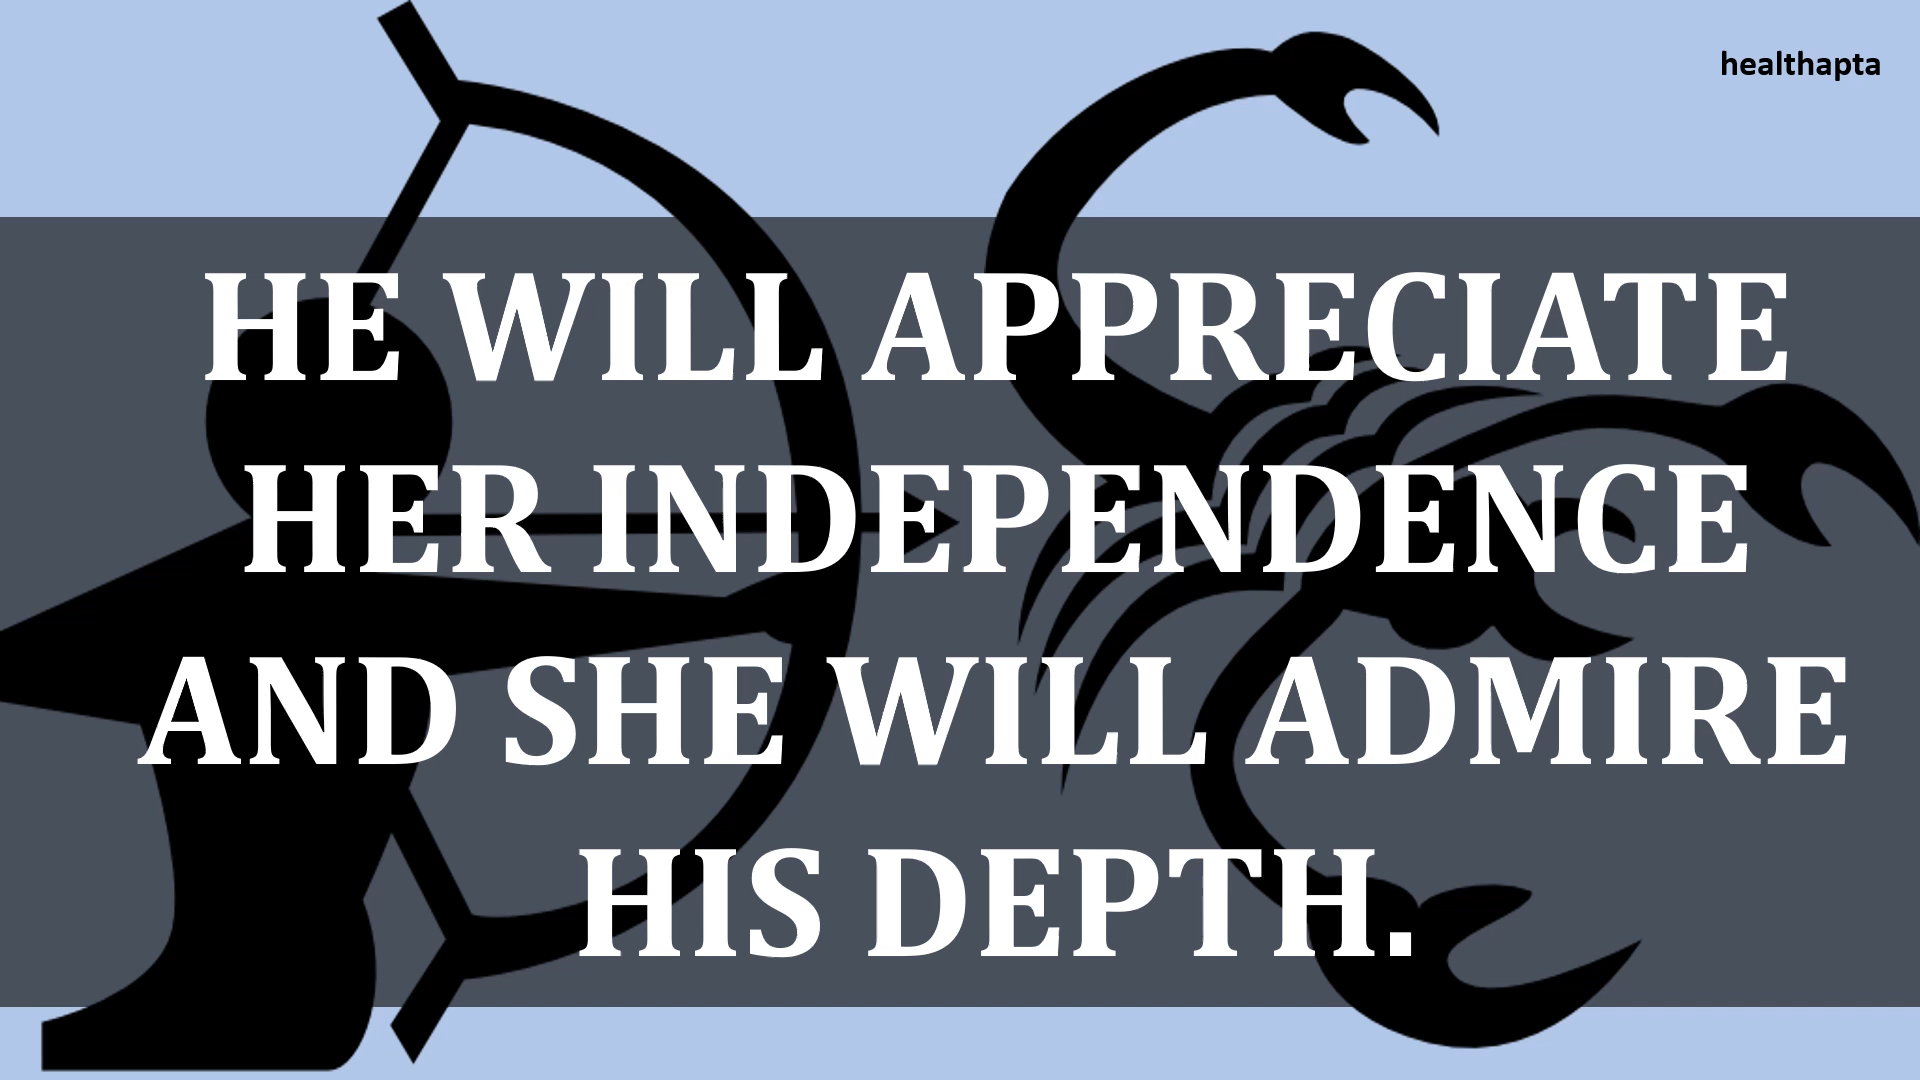 healthapta
HE WILL APPRECIATE
HER INDEPENDENCE
AND SHE WILL ADMIRE
HIS DEPTH.